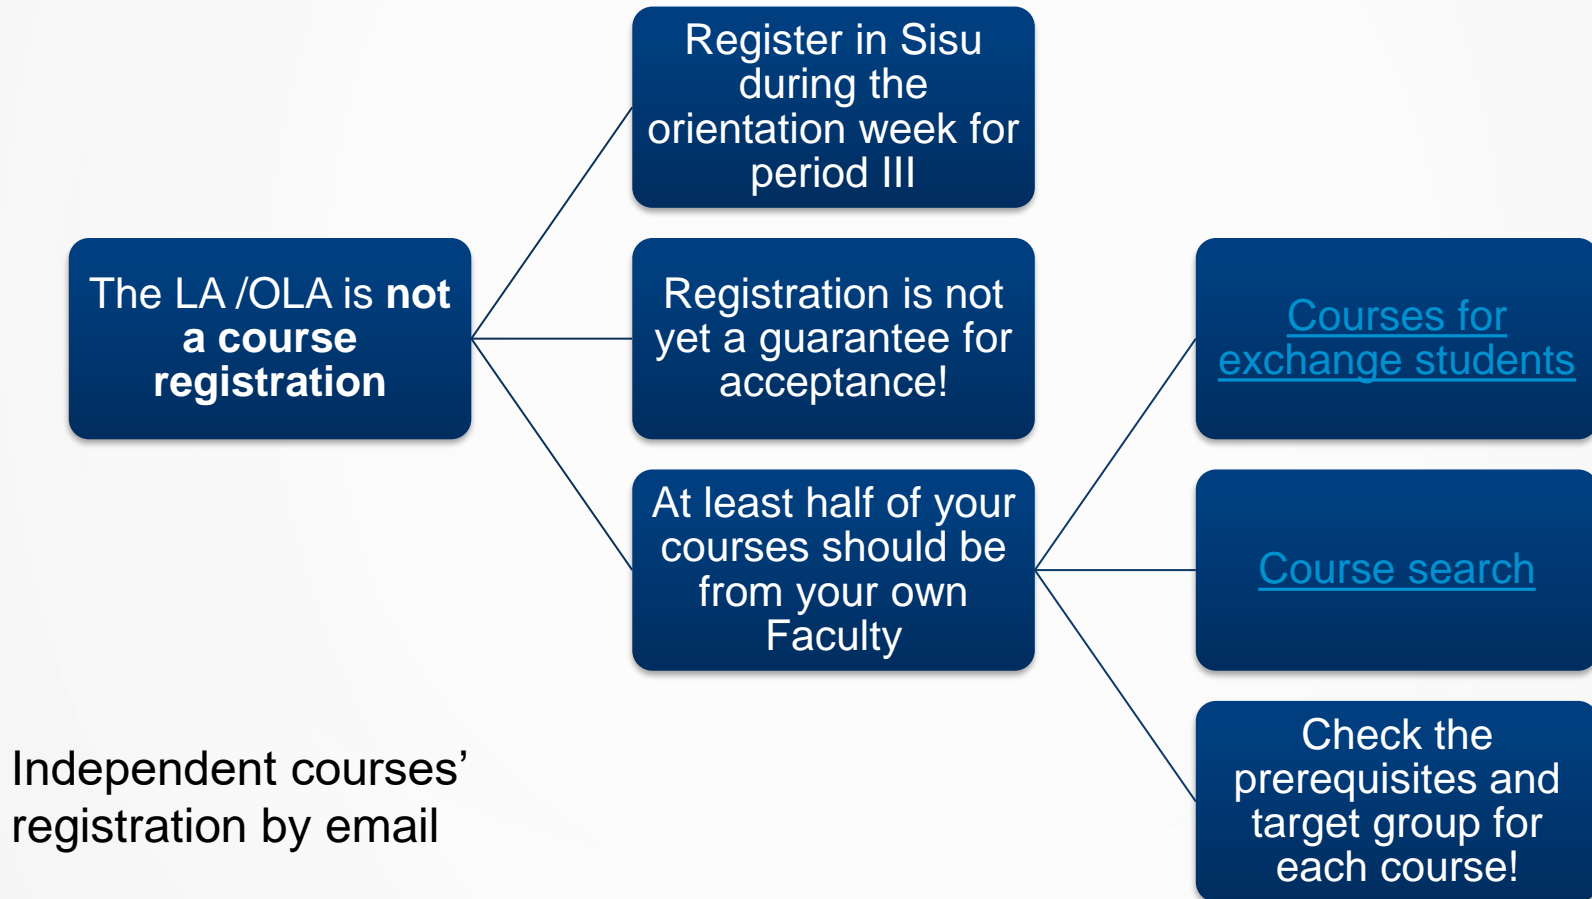 The LA /OLA is not
a course
registration
Register in Sisu
during the
orientation week for
period III
Registration is not
yet a guarantee for
acceptance!
At least half of your
courses should be
from your own
Faculty
Courses for
exchange students
Course search
Check the
prerequisites and
target group for
each course!
Independent courses’
registration by email